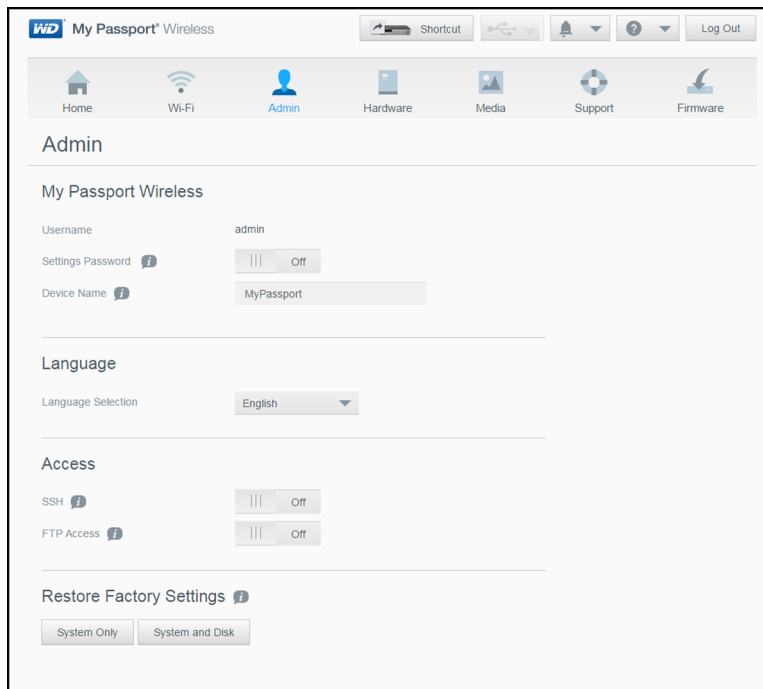 WD My Passport® Wireless
Shortcut
Log Out
Home Wi-Fi Admin Hardware Media Support Firmware
Admin
My Passport Wireless
Username admin
Settings Password i Off
Device Name i MyPassport
Language
Language Selection English
Access
SSH i Off
FTP Access i Off
Restore Factory Settings i
System Only System and Disk